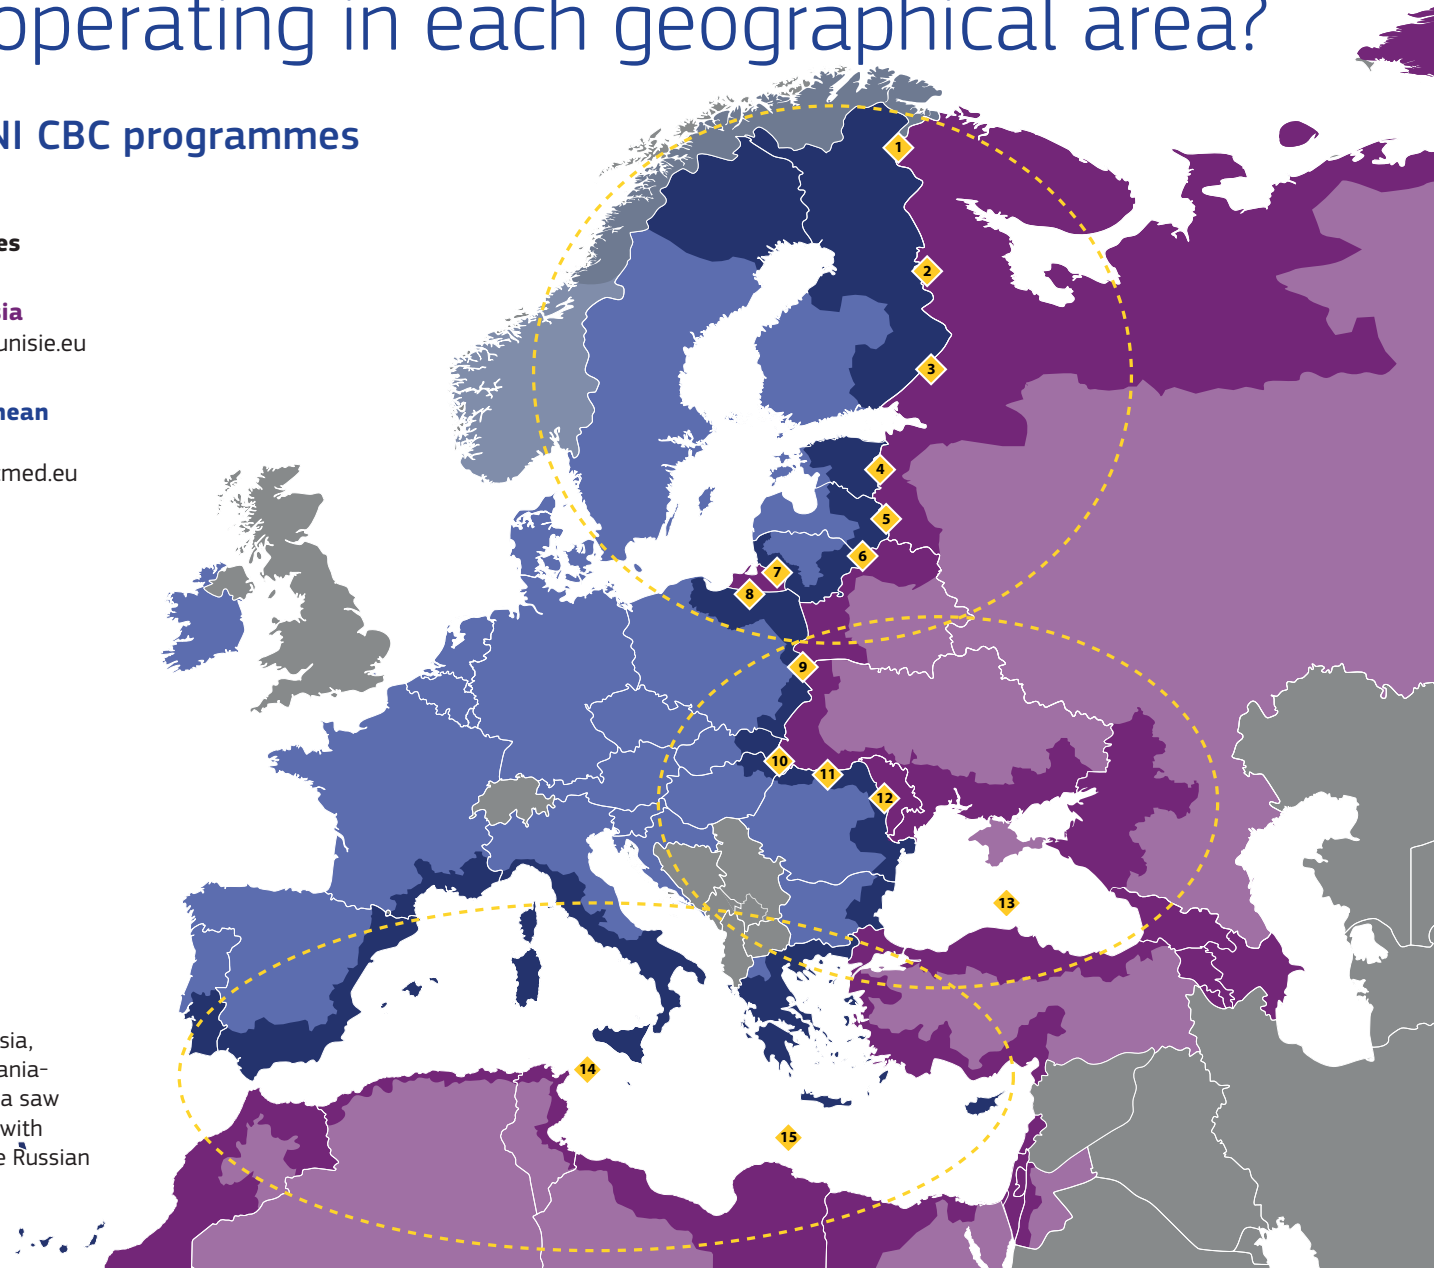 operating in each geographical area?
NI CBC programmes
es
sia
unisie.eu
nean
tmed.eu
1
2
3
4
5
6
7
8
9
10
11
12
13
14
15
sia,
ania-
a saw
with
e Russian